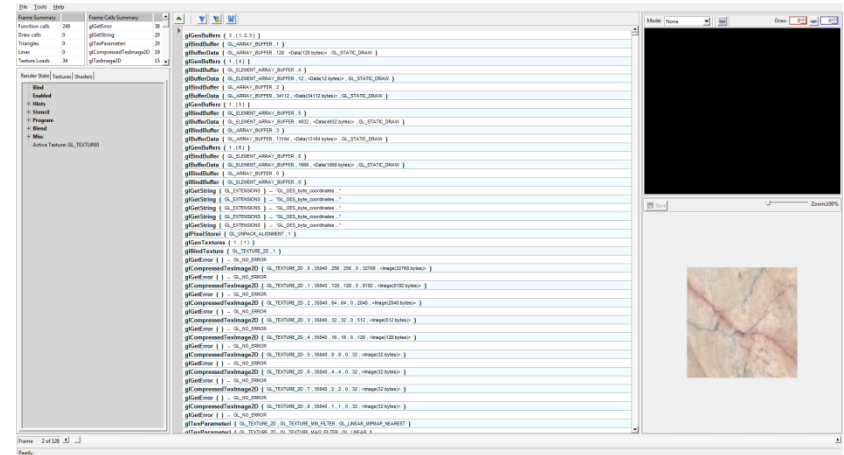 File Tools Help
Frame Summary
Function calls 246
Draw calls 0
Triangles 0
Lines 0
Texture Loads 34
Frame Calls Summary
glGetError 38
glGetString 28
glTexParameteri 20
glCompressedTexImage2D 19
glTexImage2D 15
Render State Textures Shaders
Bind
Enabled
Hints
Stencil
Program
Blend
Misc
Active Texture: GL_TEXTURE0
glGenBuffers ( 3 , {1, 2, 3} )
glBindBuffer ( GL_ARRAY_BUFFER , 1 )
glBufferData ( GL_ARRAY_BUFFER , 128 , <Data(128 bytes)> , GL_STATIC_DRAW )
glGenBuffers ( 1 , {4} )
glBindBuffer ( GL_ELEMENT_ARRAY_BUFFER , 4 )
glBufferData ( GL_ELEMENT_ARRAY_BUFFER , 12 , <Data(12 bytes)> , GL_STATIC_DRAW )
glBindBuffer ( GL_ARRAY_BUFFER , 2 )
glBufferData ( GL_ARRAY_BUFFER , 34112 , <Data(34112 bytes)> , GL_STATIC_DRAW )
glGenBuffers ( 1 , {5} )
glBindBuffer ( GL_ELEMENT_ARRAY_BUFFER , 5 )
glBufferData ( GL_ELEMENT_ARRAY_BUFFER , 4932 , <Data(4932 bytes)> , GL_STATIC_DRAW )
glBindBuffer ( GL_ARRAY_BUFFER , 3 )
glBufferData ( GL_ARRAY_BUFFER , 13184 , <Data(13184 bytes)> , GL_STATIC_DRAW )
glGenBuffers ( 1 , {6} )
glBindBuffer ( GL_ELEMENT_ARRAY_BUFFER , 6 )
glBufferData ( GL_ELEMENT_ARRAY_BUFFER , 1668 , <Data(1668 bytes)> , GL_STATIC_DRAW )
glBindBuffer ( GL_ARRAY_BUFFER , 0 )
glBindBuffer ( GL_ELEMENT_ARRAY_BUFFER , 0 )
glGetString ( GL_EXTENSIONS ) -- "GL_OES_byte_coordinates .."
glGetString ( GL_EXTENSIONS ) -- "GL_OES_byte_coordinates .."
glGetString ( GL_EXTENSIONS ) -- "GL_OES_byte_coordinates .."
glGetString ( GL_EXTENSIONS ) -- "GL_OES_byte_coordinates .."
glGetString ( GL_EXTENSIONS ) -- "GL_OES_byte_coordinates .."
glPixelStorei ( GL_UNPACK_ALIGNMENT , 1 )
glGenTextures ( 1 , {1} )
glBindTexture ( GL_TEXTURE_2D , 1 )
glGetError ( ) -- GL_NO_ERROR
glCompressedTexImage2D ( GL_TEXTURE_2D , 0 , 35840 , 256 , 256 , 0 , 32768 , <Image(32768 bytes)> )
glGetError ( ) -- GL_NO_ERROR
glCompressedTexImage2D ( GL_TEXTURE_2D , 1 , 35840 , 128 , 128 , 0 , 8192 , <Image(8192 bytes)> )
glGetError ( ) -- GL_NO_ERROR
glCompressedTexImage2D ( GL_TEXTURE_2D , 2 , 35840 , 64 , 64 , 0 , 2048 , <Image(2048 bytes)> )
glGetError ( ) -- GL_NO_ERROR
glCompressedTexImage2D ( GL_TEXTURE_2D , 3 , 35840 , 32 , 32 , 0 , 512 , <Image(512 bytes)> )
glGetError ( ) -- GL_NO_ERROR
glCompressedTexImage2D ( GL_TEXTURE_2D , 4 , 35840 , 16 , 16 , 0 , 128 , <Image(128 bytes)> )
glGetError ( ) -- GL_NO_ERROR
glCompressedTexImage2D ( GL_TEXTURE_2D , 5 , 35840 , 8 , 8 , 0 , 32 , <Image(32 bytes)> )
glGetError ( ) -- GL_NO_ERROR
glCompressedTexImage2D ( GL_TEXTURE_2D , 6 , 35840 , 4 , 4 , 0 , 32 , <Image(32 bytes)> )
glGetError ( ) -- GL_NO_ERROR
glCompressedTexImage2D ( GL_TEXTURE_2D , 7 , 35840 , 2 , 2 , 0 , 32 , <Image(32 bytes)> )
glGetError ( ) -- GL_NO_ERROR
glCompressedTexImage2D ( GL_TEXTURE_2D , 8 , 35840 , 1 , 1 , 0 , 32 , <Image(32 bytes)> )
glGetError ( ) -- GL_NO_ERROR
glTexParameteri ( GL_TEXTURE_2D , GL_TEXTURE_MIN_FILTER , GL_LINEAR_MIPMAP_NEAREST )
glTexParameteri ( GL_TEXTURE_2D , GL_TEXTURE_MAG_FILTER , GL_LINEAR )
Mode: None
Draw:
Save
Zoom:100%
Frame 2 of 128
Ready